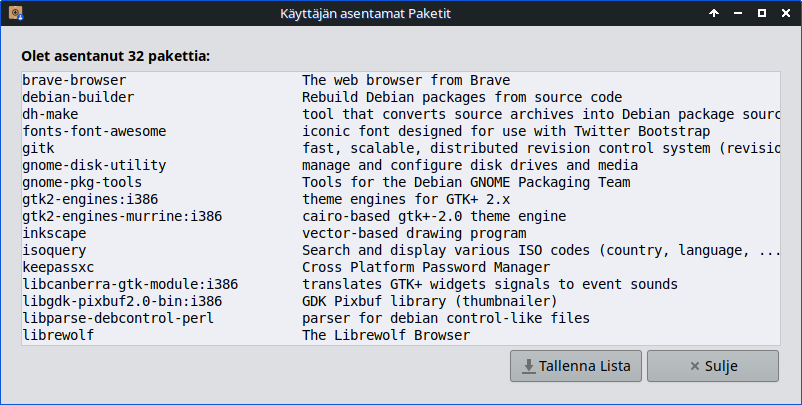 Käyttäjän asentamat Paketit
Olet asentanut 32 pakettia:
brave-browser The web browser from Brave
debian-builder Rebuild Debian packages from source code
dh-make tool that converts source archives into Debian package sourc
fonts-font-awesome iconic font designed for use with Twitter Bootstrap
gitk fast, scalable, distributed revision control system (revisio
gnome-disk-utility manage and configure disk drives and media
gnome-pkg-tools Tools for the Debian GNOME Packaging Team
gtk2-engines:i386 theme engines for GTK+ 2.x
gtk2-engines-murrine:i386 cairo-based gtk+-2.0 theme engine
inkscape vector-based drawing program
isoquery Search and display various ISO codes (country, language, ...
keepassxc Cross Platform Password Manager
libcanberra-gtk-module:i386 translates GTK+ widgets signals to event sounds
libgdk-pixbuf2.0-bin:i386 GDK Pixbuf library (thumbnailer)
libparse-debcontrol-perl parser for debian control-like files
librewolf The Librewolf Browser
Tallenna Lista Sulje